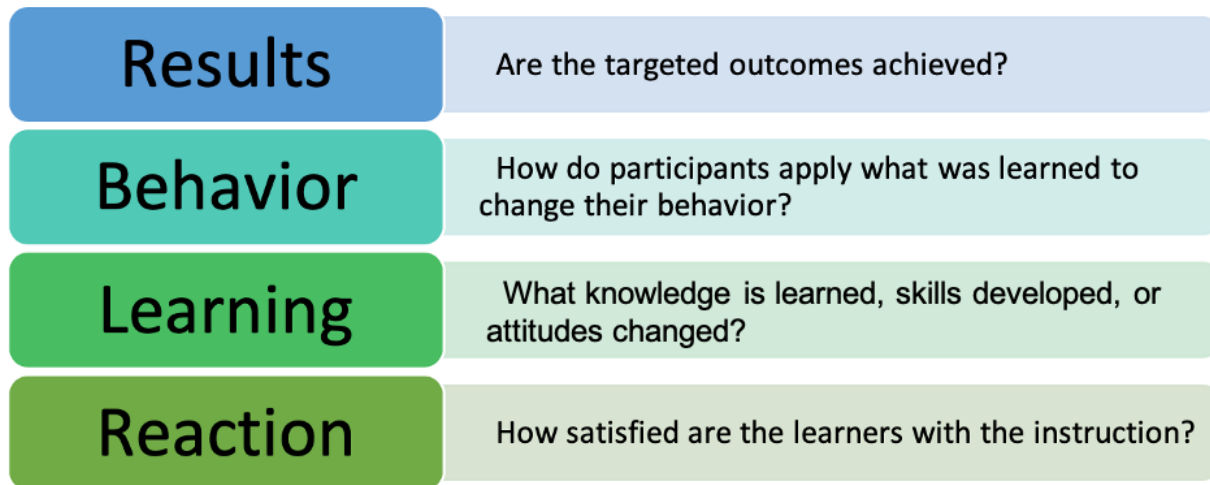 Results
Are the targeted outcomes achieved?
Behavior
How do participants apply what was learned to
change their behavior?
Learning
What knowledge is learned, skills developed, or
attitudes changed?
Reaction
How satisfied are the learners with the instruction?